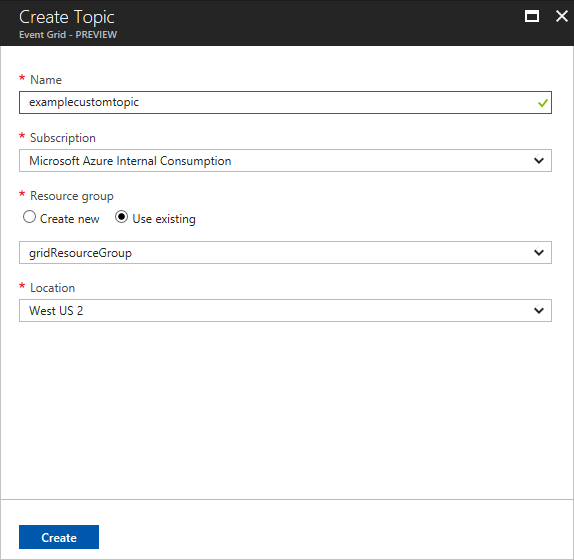 Create Topic
Event Grid - PREVIEW
* Name
examplecustomtopic
* Subscription
Microsoft Azure Internal Consumption
* Resource group
Create new Use existing
gridResourceGroup
* Location
West US 2
Create